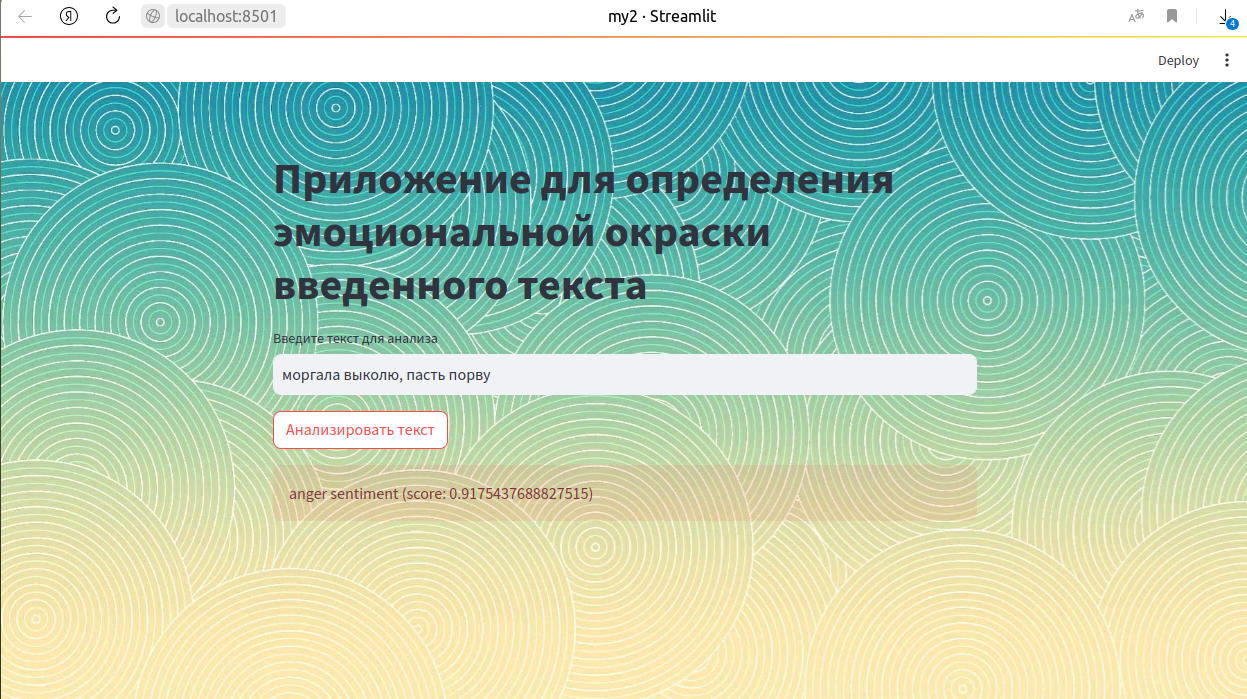 localhost:8501
my2 · Streamlit
4
Deploy
Приложение для определения
эмоциональной окраски
введенного текста
Введите текст для анализа
моргала выколю, пасть порву
Анализировать текст
anger sentiment (score: 0.9175437688827515)